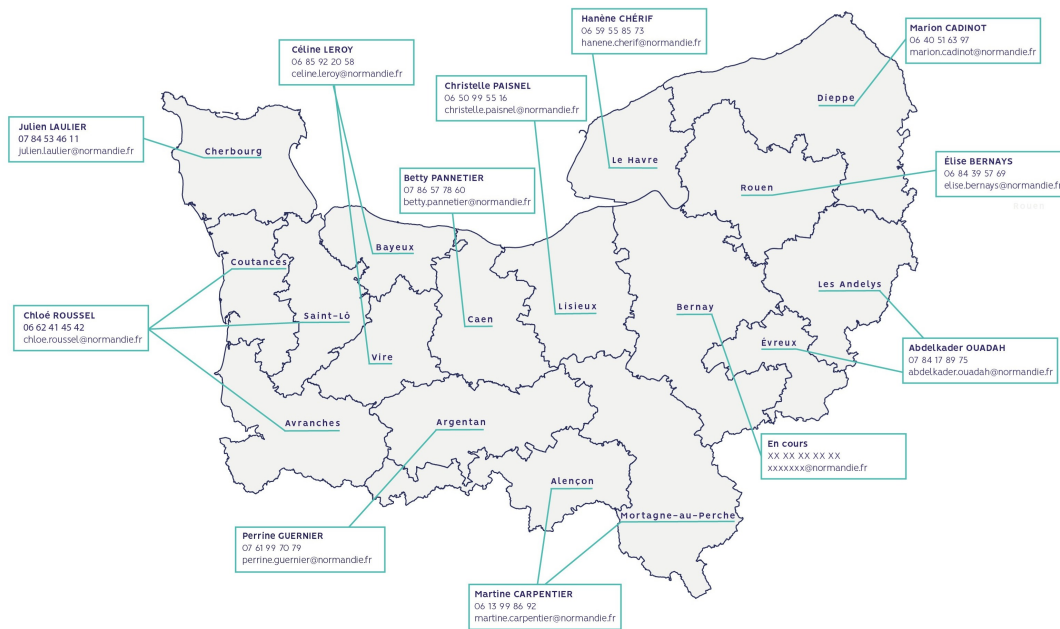 Hanène CHÉRIF
06 59 55 85 73
hanene.cherif@normandie.fr
Marion CADINOT
06 40 51 63 97
marion.cadinot@normandie.fr
Céline LEROY
06 85 92 20 58
celine.leroy@normandie.fr
Christelle PAISNEL
06 50 99 55 16
christelle.paisnel@normandie.fr
Dieppe
Julien LAULIER
07 84 53 46 11
julien.laulier@normandie.fr
Cherbourg
Le Havre
Élise BERNAYS
06 84 39 57 69
elise.bernays@normandie.fr
Betty PANNETIER
07 86 57 78 60
betty.pannetier@normandie.fr
Rouen
Rouen
Bayeux
Coutances
Les Andelys
Chloé ROUSSEL
06 62 41 45 42
chloe.roussel@normandie.fr
Saint-Lô
Caen
Lisieux
Bernay
Vire
Évreux
Abdelkader OUADAH
07 84 17 89 75
abdelkader.ouadah@normandie.fr
Avranches
Argentan
En cours
XX XX XX XX XX
xxxxxxx@normandie.fr
Alençon
Mortagne-au-Perche
Perrine GUERNIER
07 61 99 70 79
perrine.guernier@normandie.fr
Martine CARPENTIER
06 13 99 86 92
martine.carpentier@normandie.fr